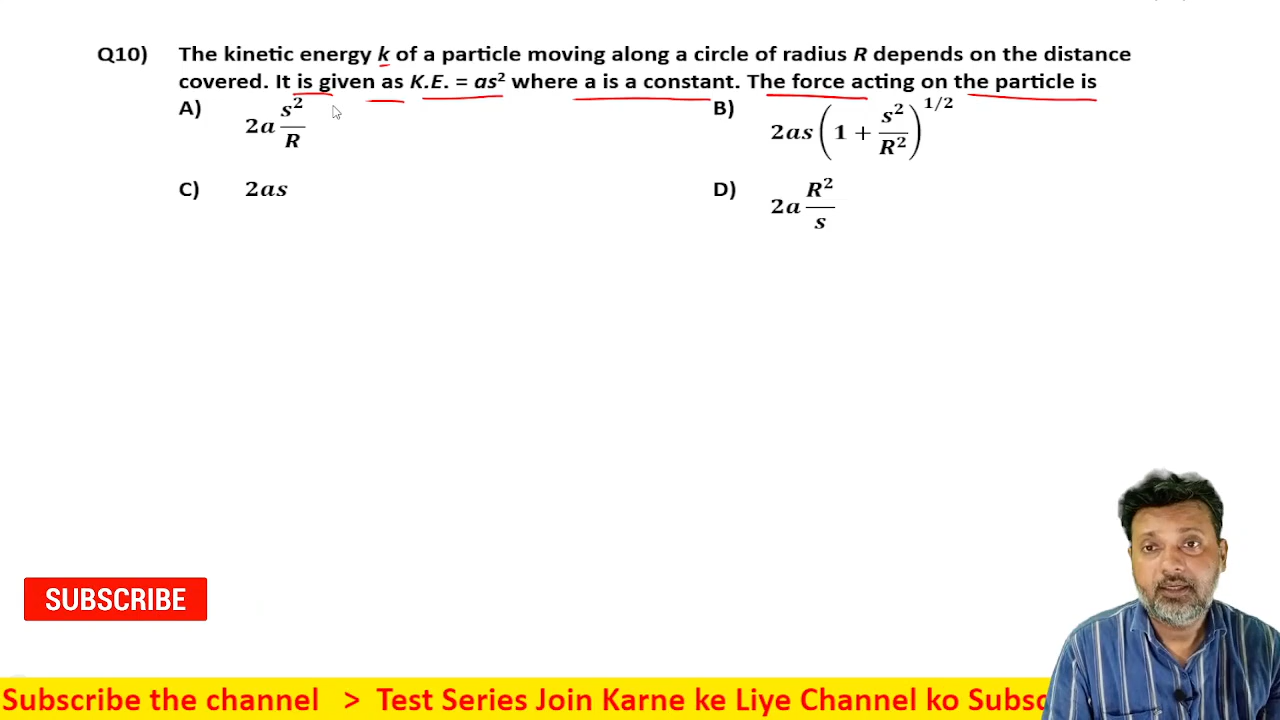 Q10) The kinetic energy k of a particle moving along a circle of radius R depends on the distance
covered. It is given as K.E. = as² where a is a constant. The force acting on the particle is
A) 2a s²/R
B) 2as (1 + s²/R²)^1/2
C) 2as
D) 2a R²/s
SUBSCRIBE
Subscribe the channel > Test Series Join Karne ke Liye Channel ko Subsc